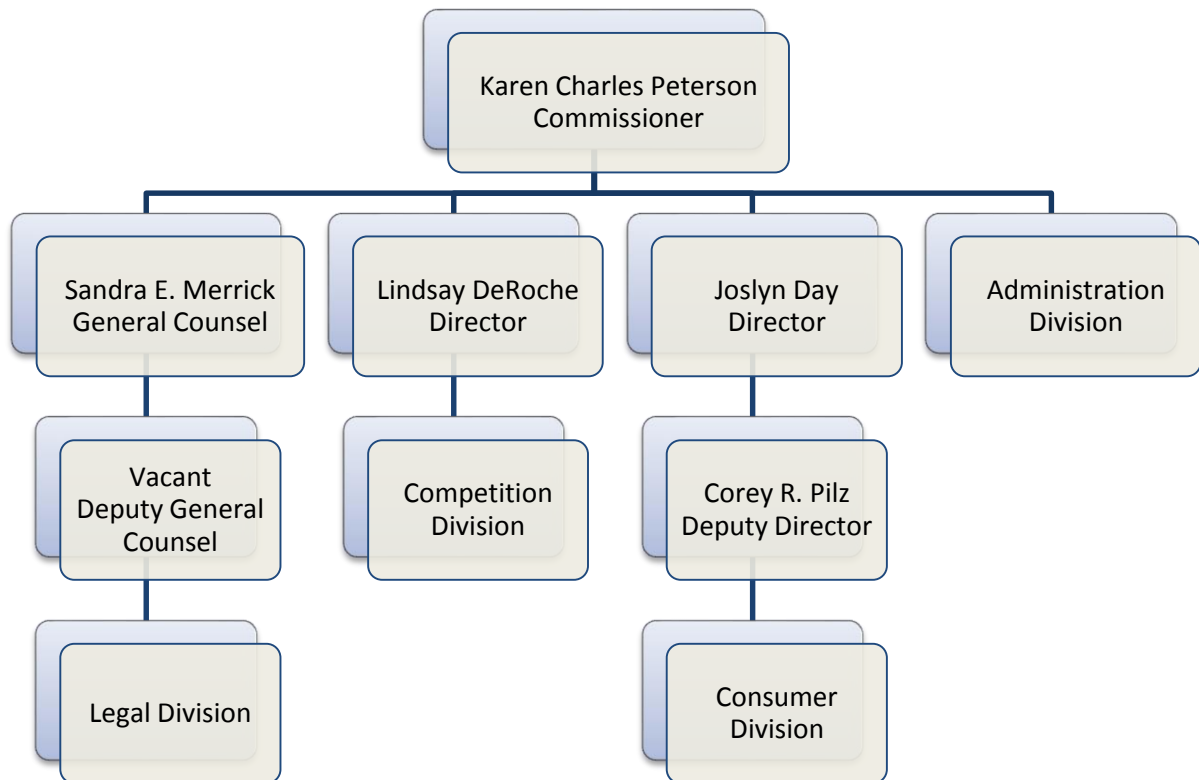 Karen Charles Peterson
Commissioner
Sandra E. Merrick
General Counsel
Lindsay DeRoche
Director
Joslyn Day
Director
Administration
Division
Vacant
Deputy General
Counsel
Competition
Division
Corey R. Pilz
Deputy Director
Legal Division
Consumer
Division